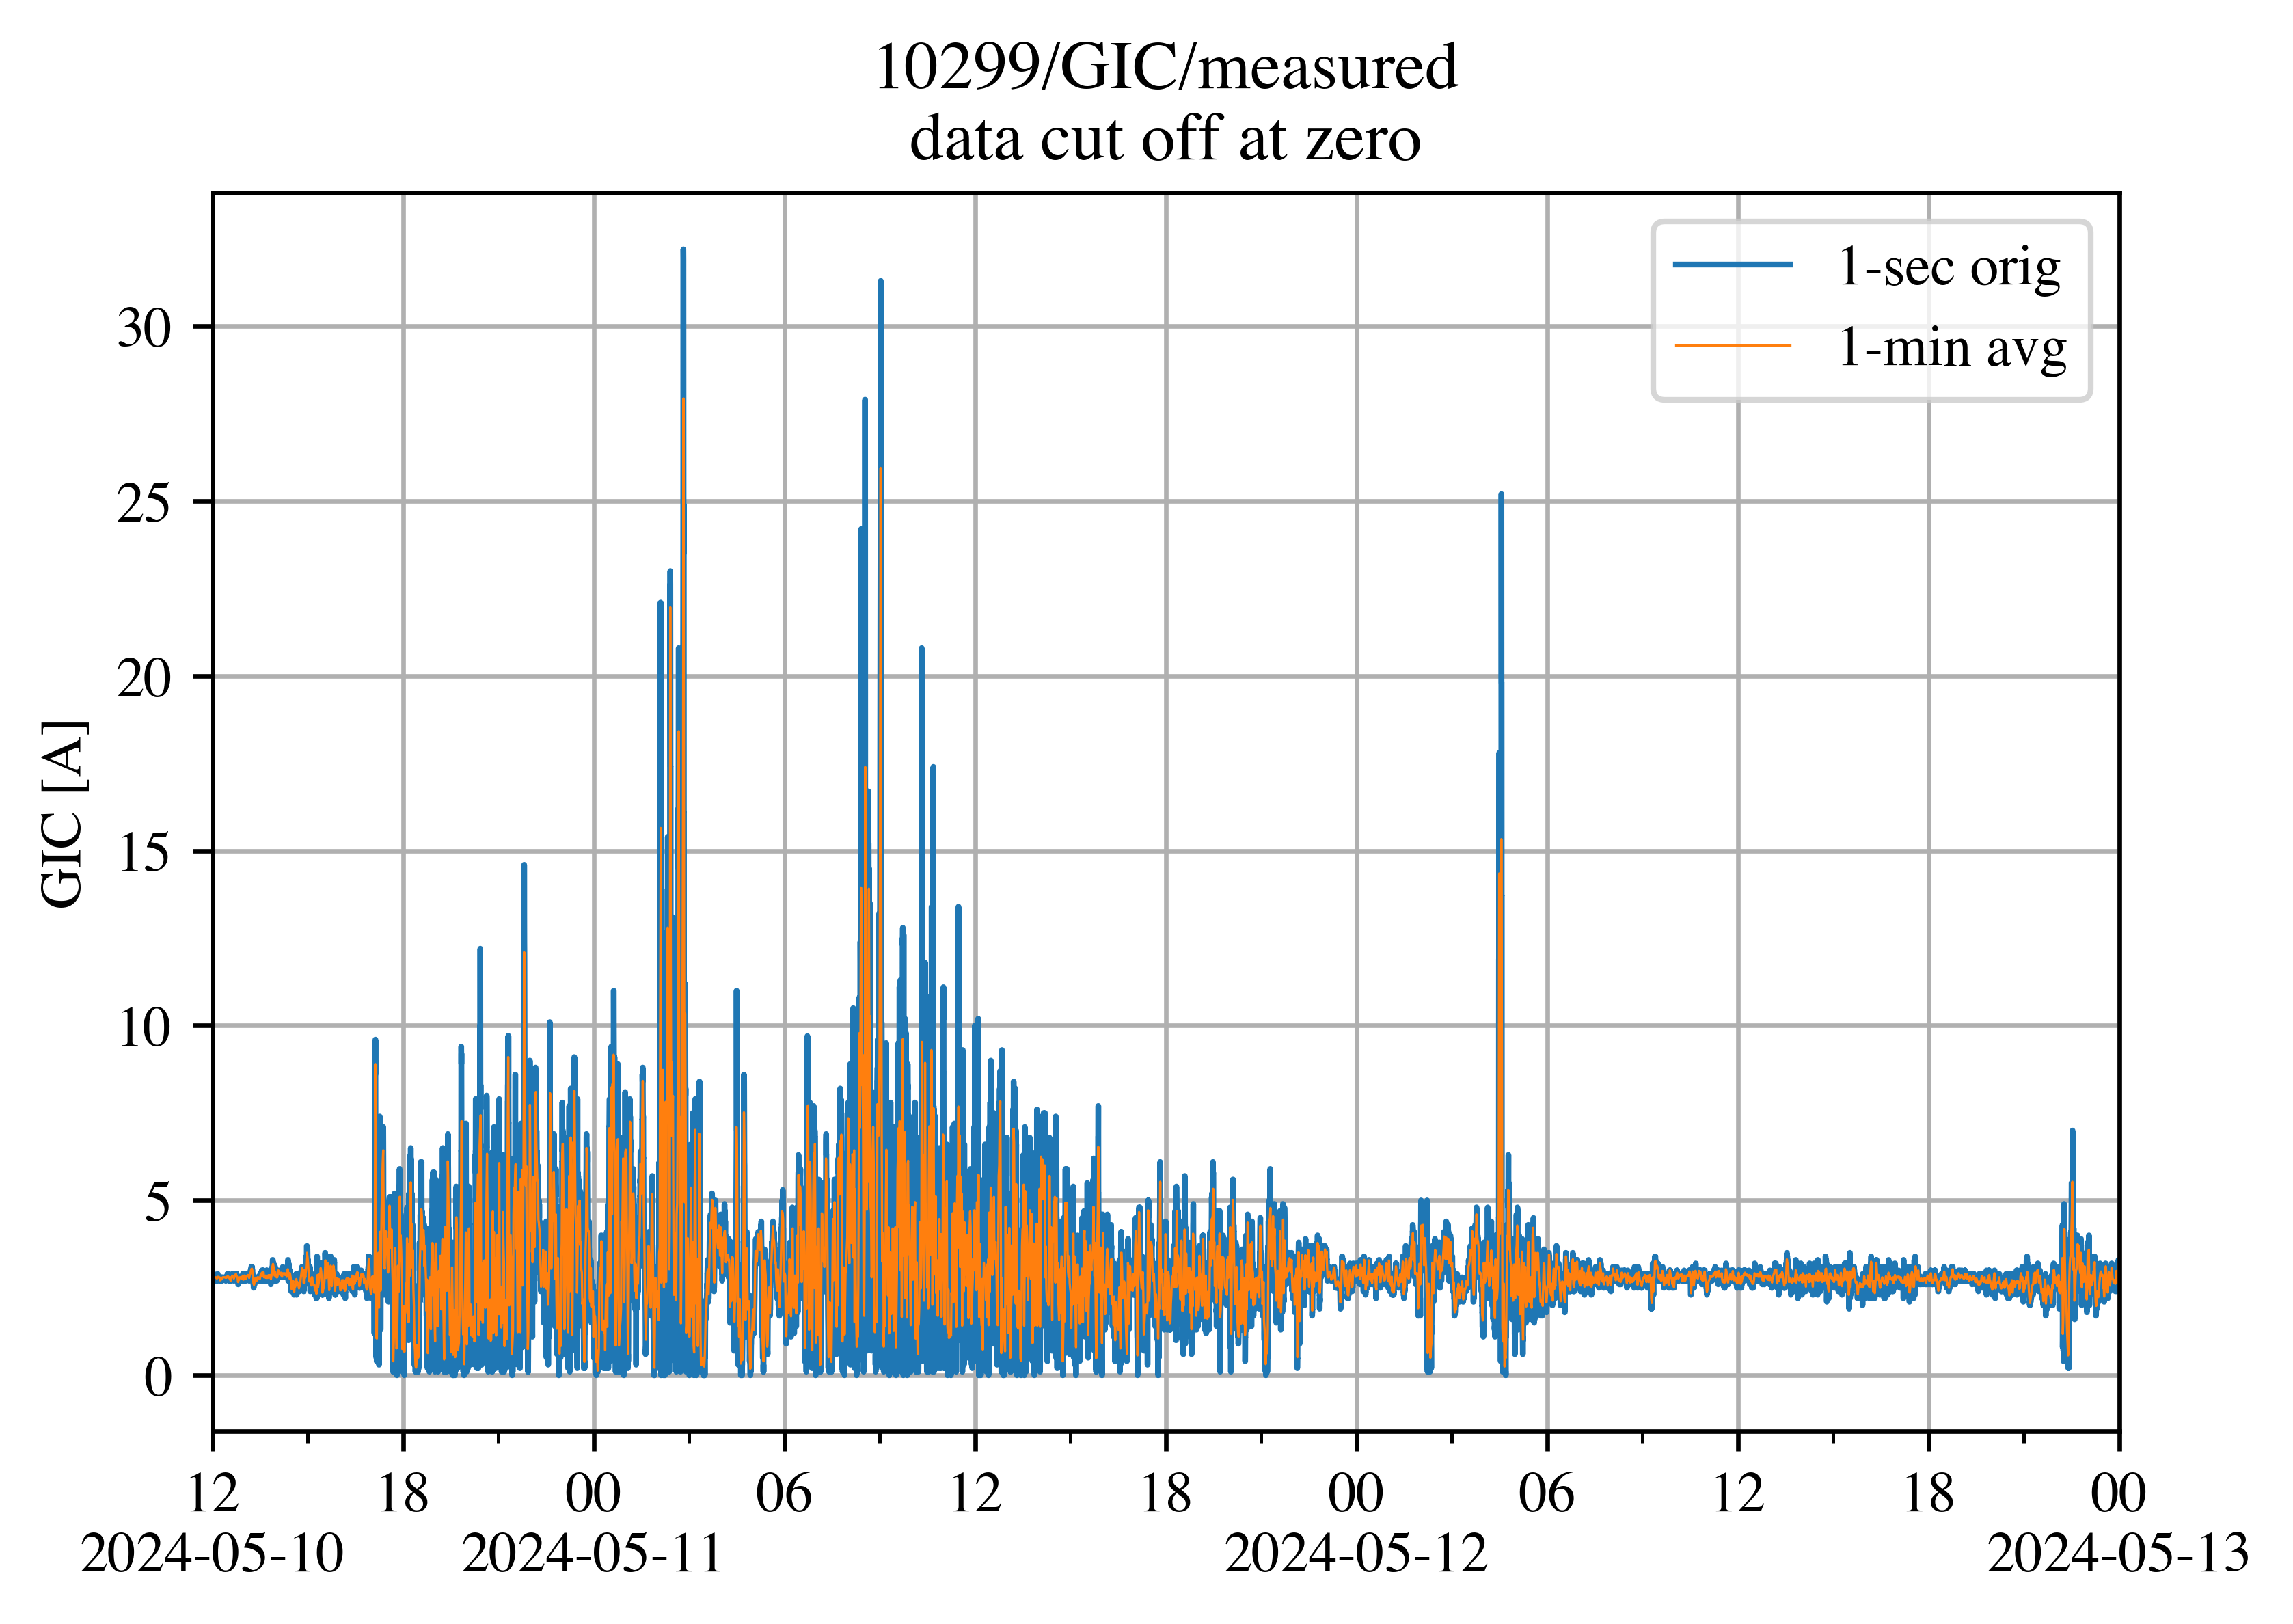 10299/GIC/measured
data cut off at zero
1-sec orig
1-min avg
GIC [A]
30
25
20
15
10
5
0
12 18 00 06 12 18 00 06 12 18 00
2024-05-10 2024-05-11 2024-05-12 2024-05-13